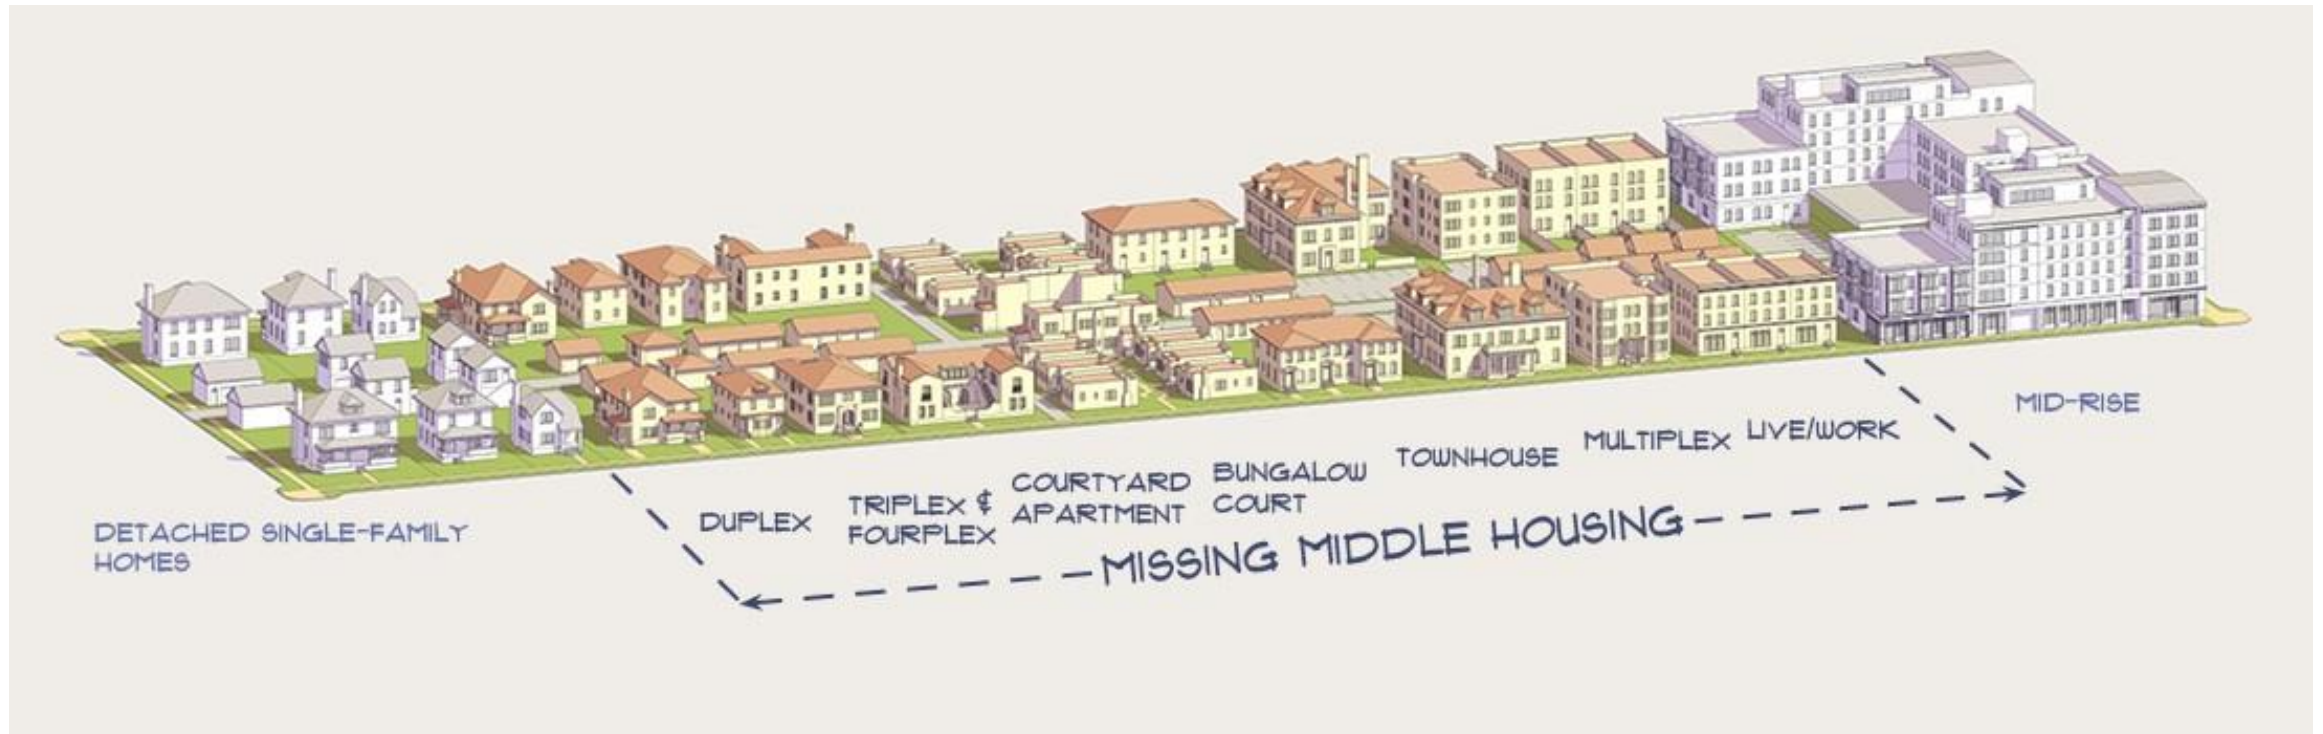 DETACHED SINGLE-FAMILY
HOMES
DUPLEX
TRIPLEX &
FOURPLEX
COURTYARD
APARTMENT
BUNGALOW
COURT
TOWNHOUSE
MULTIPLEX
LIVE/WORK
MID-RISE
MISSING MIDDLE HOUSING